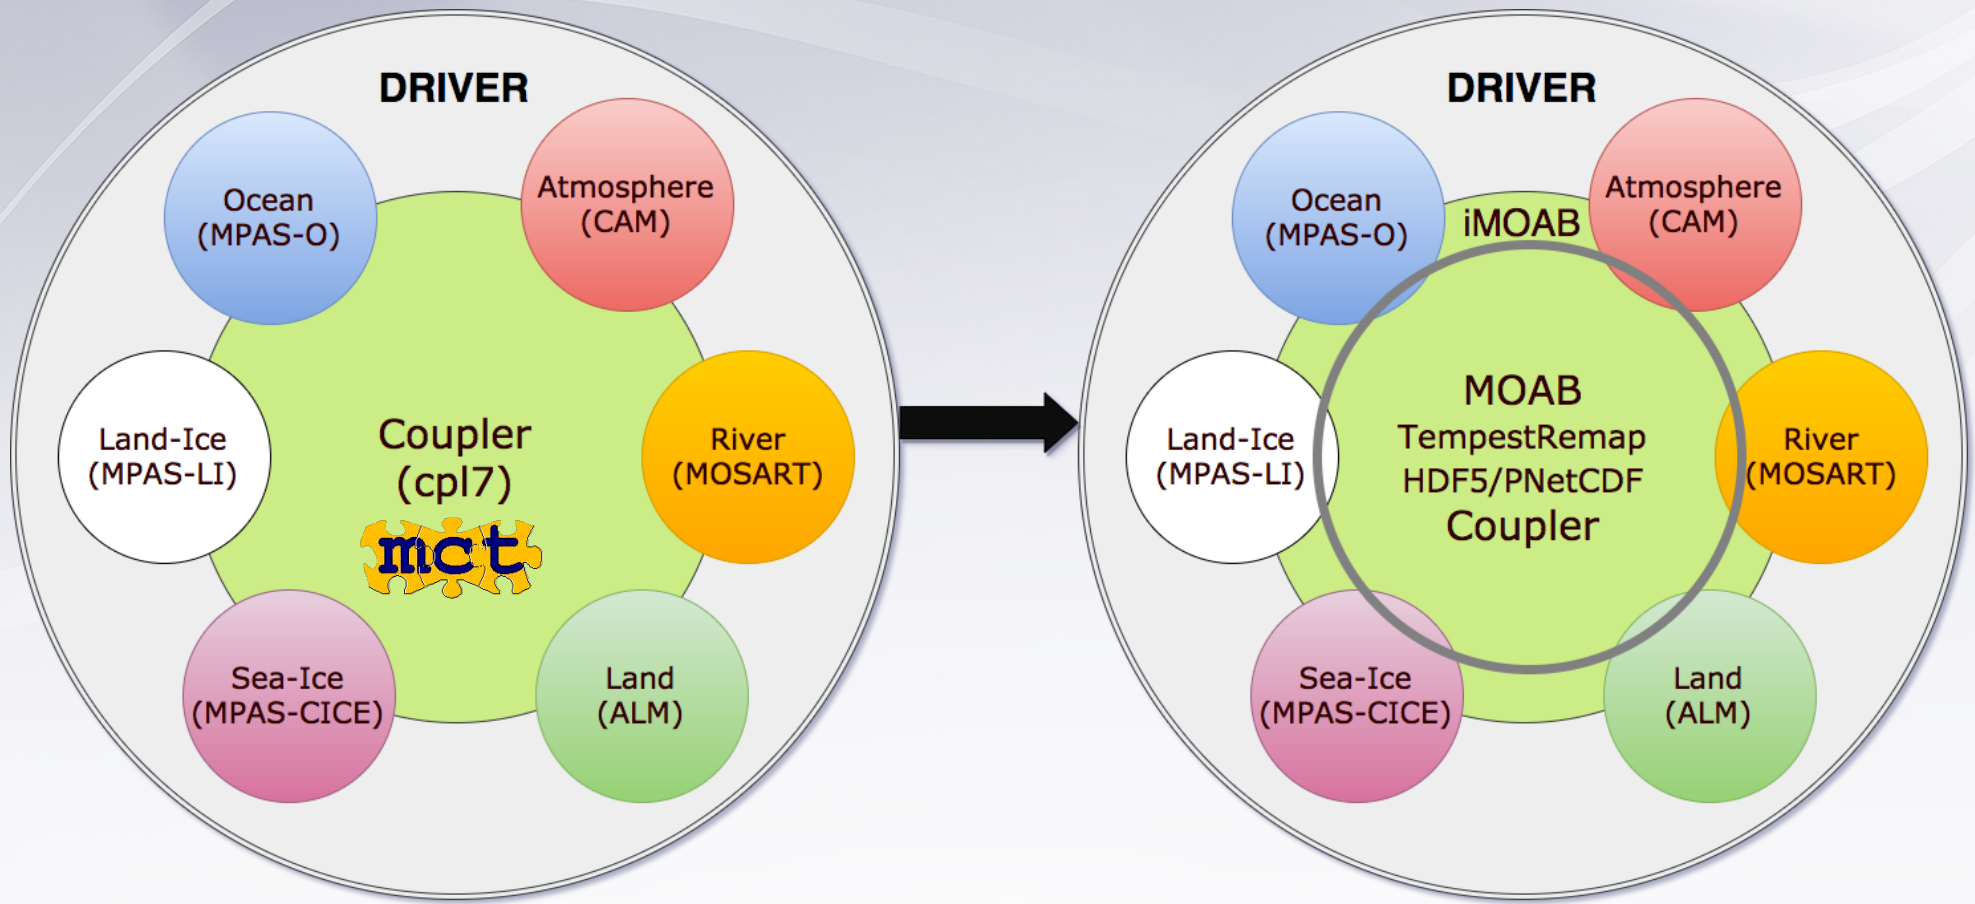 DRIVER
Ocean
(MPAS-O)
Atmosphere
(CAM)
Land-Ice
(MPAS-LI)
Coupler
(cpl7)
mct
River
(MOSART)
Sea-Ice
(MPAS-CICE)
Land
(ALM)
DRIVER
Ocean
(MPAS-O)
iMOAB
Atmosphere
(CAM)
Land-Ice
(MPAS-LI)
MOAB
TempestRemap
HDF5/PNetCDF
Coupler
River
(MOSART)
Sea-Ice
(MPAS-CICE)
Land
(ALM)